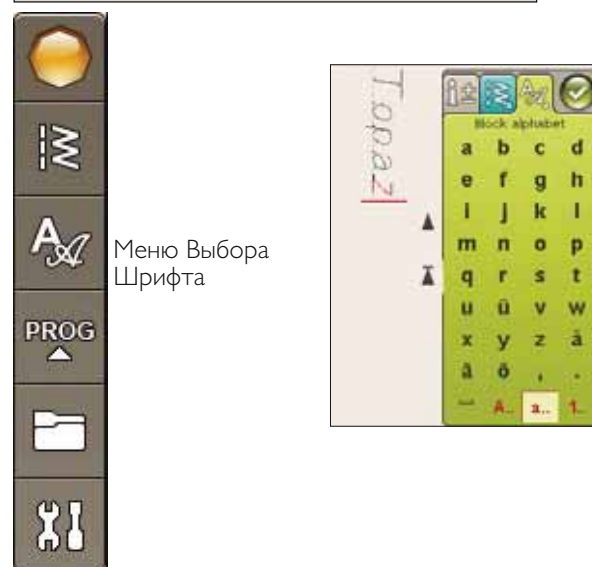 PROG
Меню Выбора
Шрифта
Topaz
Block alphabet
a b c d
e f g h
i j k l
m n o p
q r s t
u ü v w
x y z å
ä ö , .
A.. a.. 1..